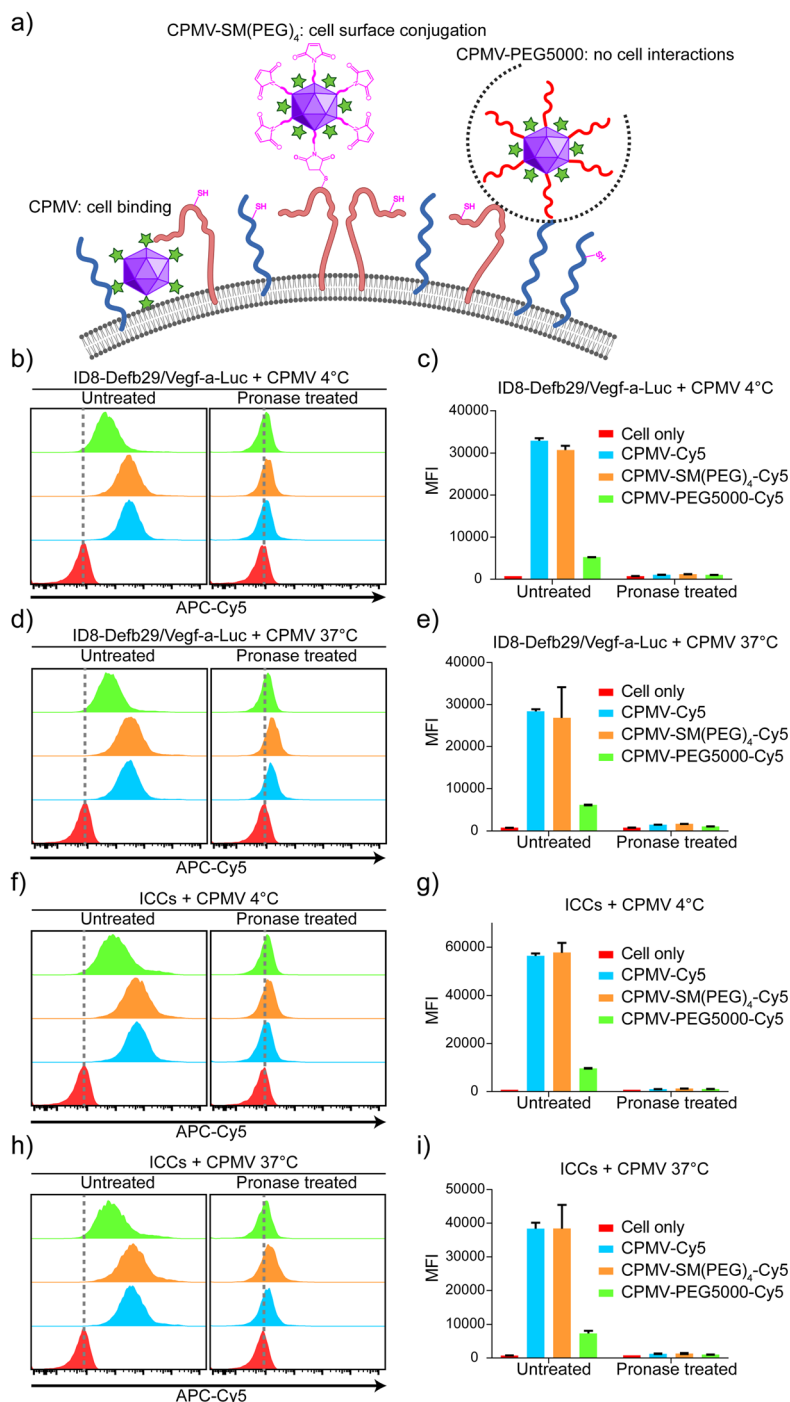 a)
CPMV-SM(PEG)4: cell surface conjugation
CPMV-PEG5000: no cell interactions
CPMV: cell binding
O
O
N
O
N
O
O
N
O
O
N
O
O
N
O
O
N
O
S
SH
SH
SH
SH
SH
b)
ID8-Defb29/Vegf-a-Luc + CPMV 4°C
Untreated
Pronase treated
APC-Cy5
c)
ID8-Defb29/Vegf-a-Luc + CPMV 4°C
MFI
40000
30000
20000
10000
0
Cell only
CPMV-Cy5
CPMV-SM(PEG)4-Cy5
CPMV-PEG5000-Cy5
Untreated
Pronase treated
d)
ID8-Defb29/Vegf-a-Luc + CPMV 37°C
Untreated
Pronase treated
APC-Cy5
e)
ID8-Defb29/Vegf-a-Luc + CPMV 37°C
MFI
40000
30000
20000
10000
0
Cell only
CPMV-Cy5
CPMV-SM(PEG)4-Cy5
CPMV-PEG5000-Cy5
Untreated
Pronase treated
f)
ICCs + CPMV 4°C
Untreated
Pronase treated
APC-Cy5
g)
ICCs + CPMV 4°C
MFI
60000
40000
20000
0
Cell only
CPMV-Cy5
CPMV-SM(PEG)4-Cy5
CPMV-PEG5000-Cy5
Untreated
Pronase treated
h)
ICCs + CPMV 37°C
Untreated
Pronase treated
APC-Cy5
i)
ICCs + CPMV 37°C
MFI
50000
40000
30000
20000
10000
0
Cell only
CPMV-Cy5
CPMV-SM(PEG)4-Cy5
CPMV-PEG5000-Cy5
Untreated
Pronase treated